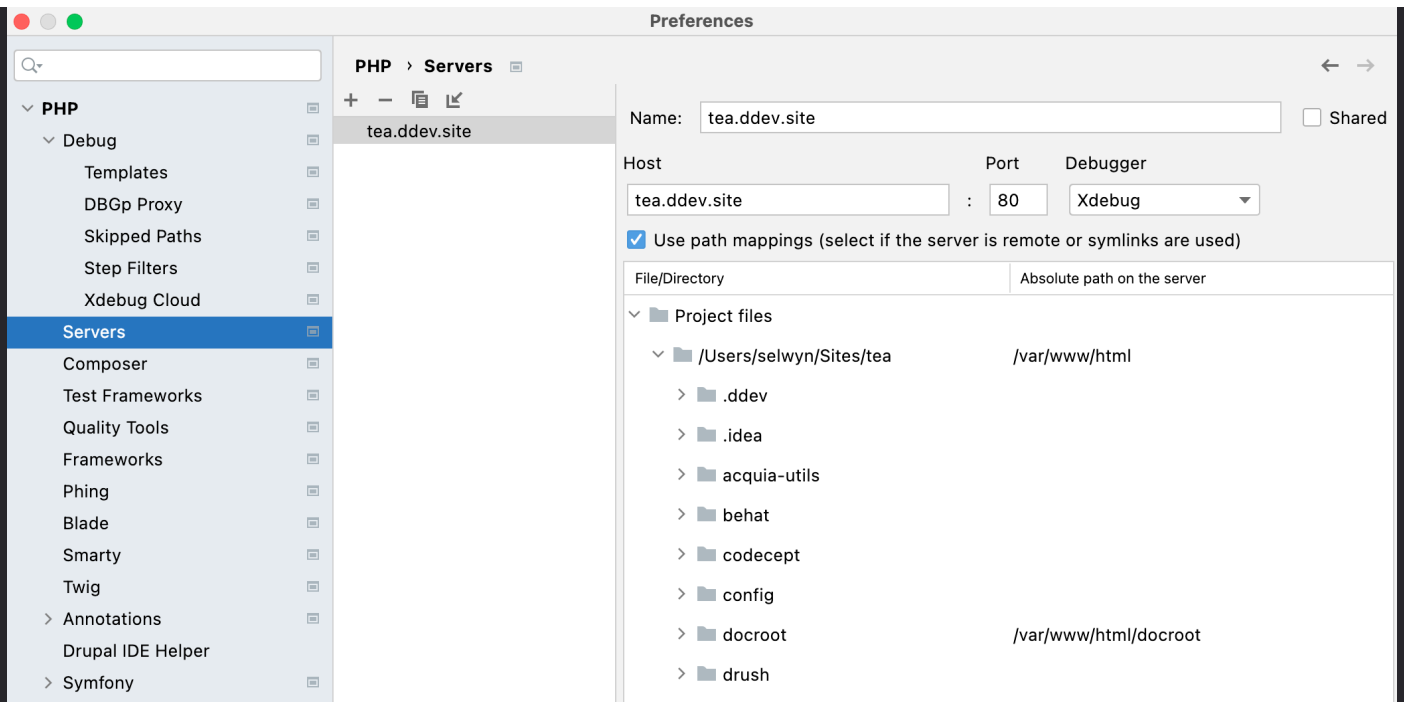 Preferences
PHP
Debug
Templates
DBGp Proxy
Skipped Paths
Step Filters
Xdebug Cloud
Servers
Composer
Test Frameworks
Quality Tools
Frameworks
Phing
Blade
Smarty
Twig
Annotations
Drupal IDE Helper
Symfony
PHP › Servers
tea.ddev.site
Name: tea.ddev.site Shared
Host Port Debugger
tea.ddev.site : 80 Xdebug
Use path mappings (select if the server is remote or symlinks are used)
File/Directory Absolute path on the server
Project files
/Users/selwyn/Sites/tea /var/www/html
.ddev
.idea
acquia-utils
behat
codecept
config
docroot /var/www/html/docroot
drush